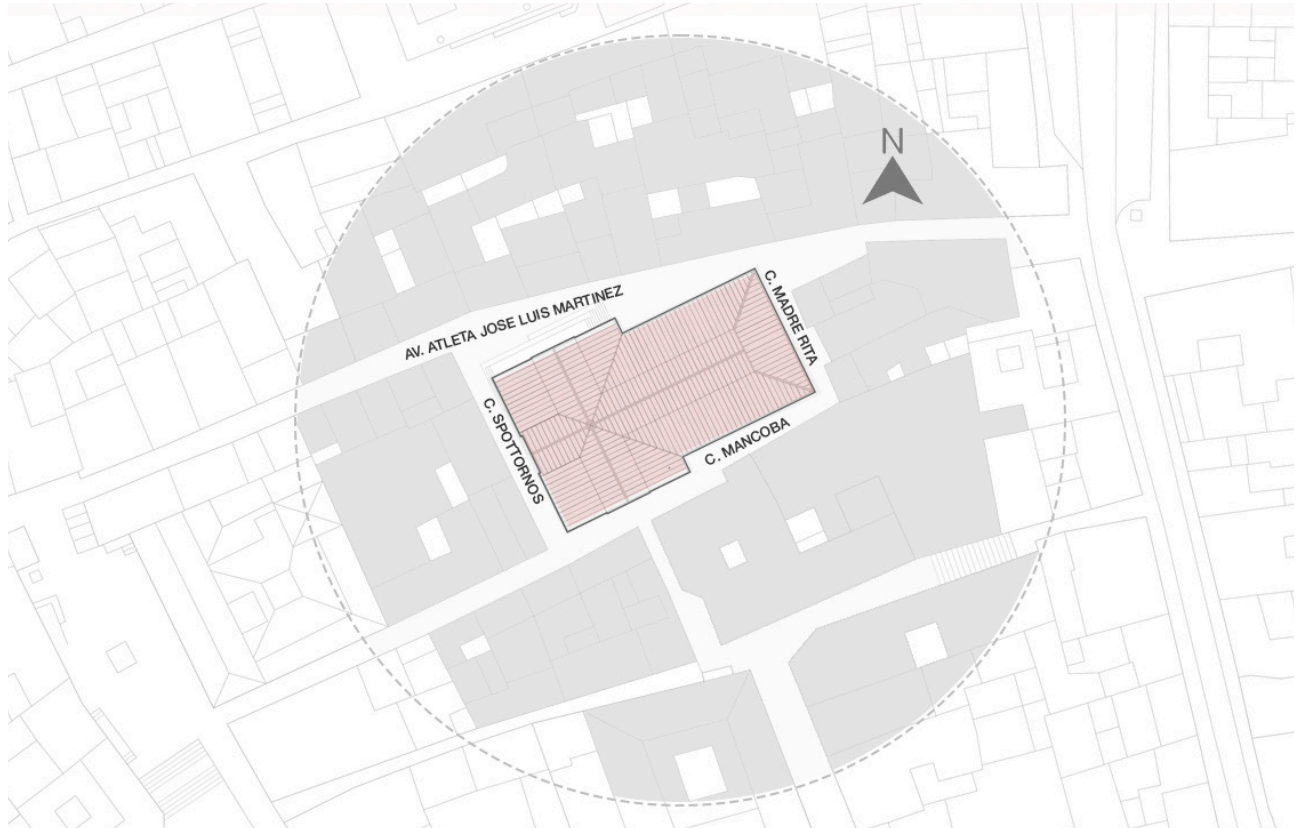 N
AV. ATLETA JOSE LUIS MARTINEZ
C. MADRE RITA
C. SPOTTORNOS
C. MANCOBA